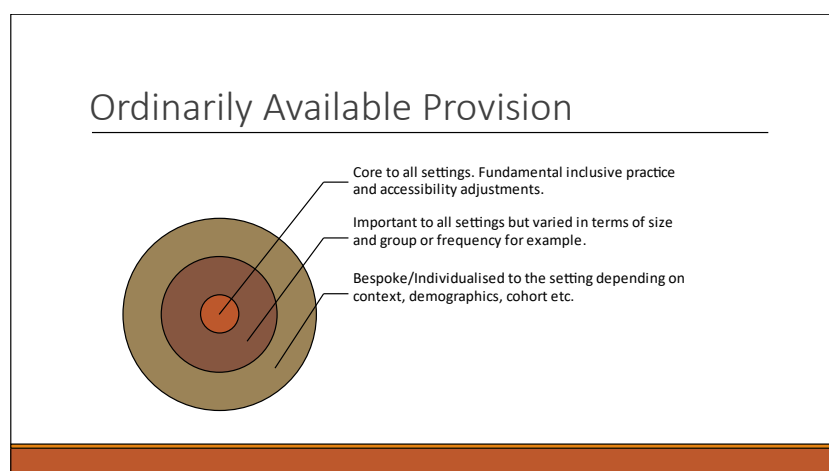 Ordinarily Available Provision
Core to all settings. Fundamental inclusive practice
and accessibility adjustments.
Important to all settings but varied in terms of size
and group or frequency for example.
Bespoke/Individualised to the setting depending on
context, demographics, cohort etc.